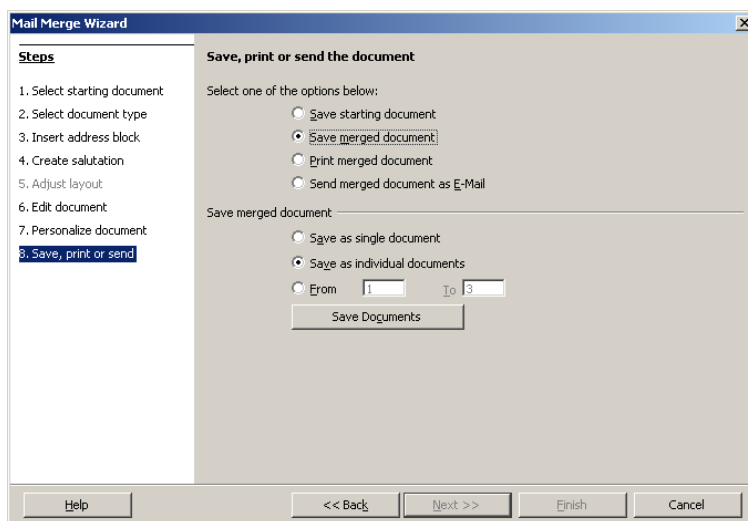 Mail Merge Wizard
Steps
1. Select starting document
2. Select document type
3. Insert address block
4. Create salutation
5. Adjust layout
6. Edit document
7. Personalize document
8. Save, print or send
Save, print or send the document
Select one of the options below:
Save starting document
Save merged document
Print merged document
Send merged document as E-Mail
Save merged document
Save as single document
Save as individual documents
From 1 To 3
Save Documents
Help << Back Next >> Finish Cancel